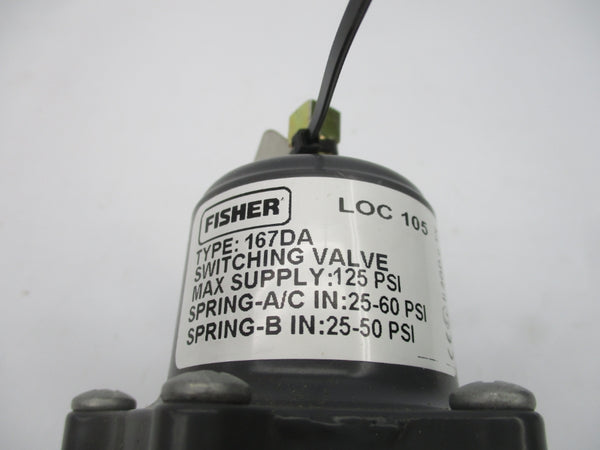 FISHER
LOC 105
TYPE: 167DA
SWITCHING VALVE
MAX SUPPLY:125 PSI
SPRING-A/C IN:25-60 PSI
SPRING-B IN:25-50 PSI